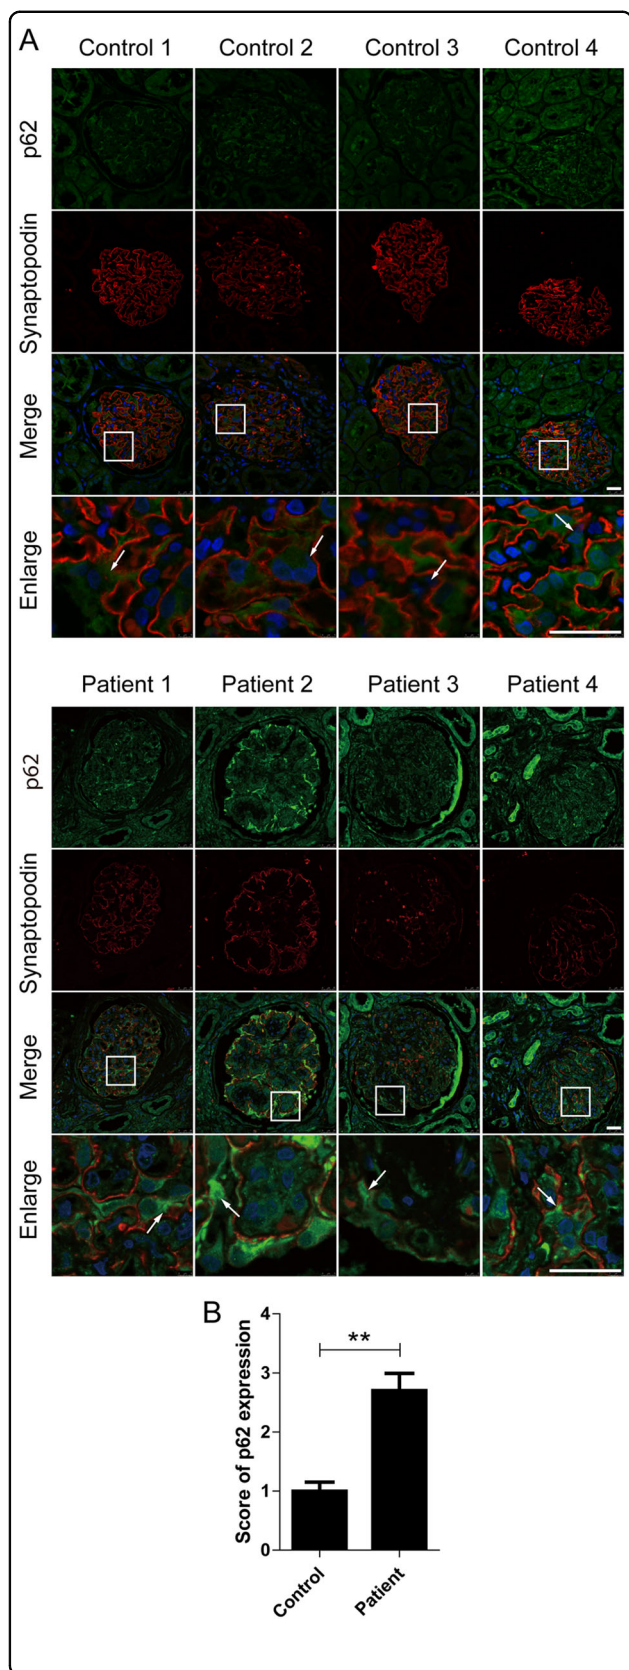 A
Control 1 Control 2 Control 3 Control 4
p62
Synaptopodin
Merge
Enlarge
Patient 1 Patient 2 Patient 3 Patient 4
p62
Synaptopodin
Merge
Enlarge
B
Score of p62 expression
4
**
3
2
1
0
Control
Patient